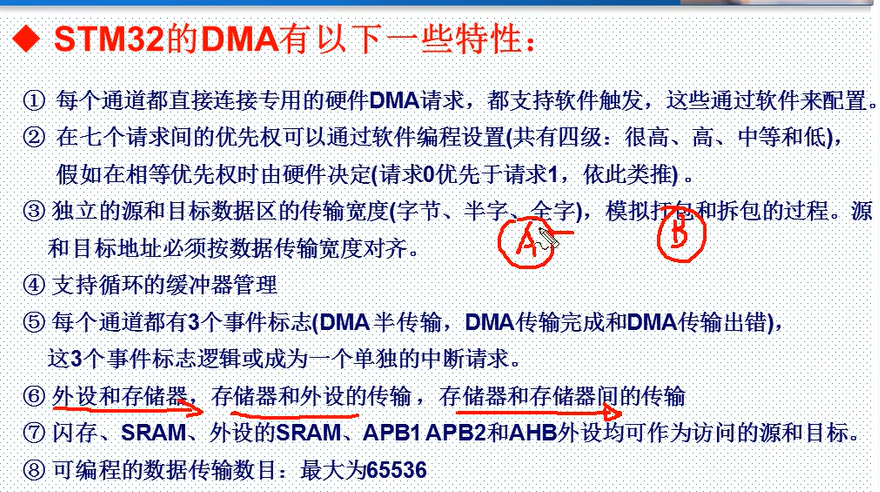 ◆ STM32的DMA有以下一些特性：
① 每个通道都直接连接专用的硬件DMA请求，都支持软件触发，这些通过软件来配置。
② 在七个请求间的优先权可以通过软件编程设置(共有四级：很高、高、中等和低)，
假如在相等优先权时由硬件决定(请求0优先于请求1，依此类推) 。
③ 独立的源和目标数据区的传输宽度(字节、半字、全字)，模拟打包和拆包的过程。源
和目标地址必须按数据传输宽度对齐。
A B
④ 支持循环的缓冲器管理
⑤ 每个通道都有3个事件标志(DMA 半传输，DMA传输完成和DMA传输出错)，
这3个事件标志逻辑或成为一个单独的中断请求。
⑥ 外设和存储器，存储器和外设的传输 ，存储器和存储器间的传输
⑦ 闪存、SRAM、外设的SRAM、APB1 APB2和AHB外设均可作为访问的源和目标。
⑧ 可编程的数据传输数目：最大为65536